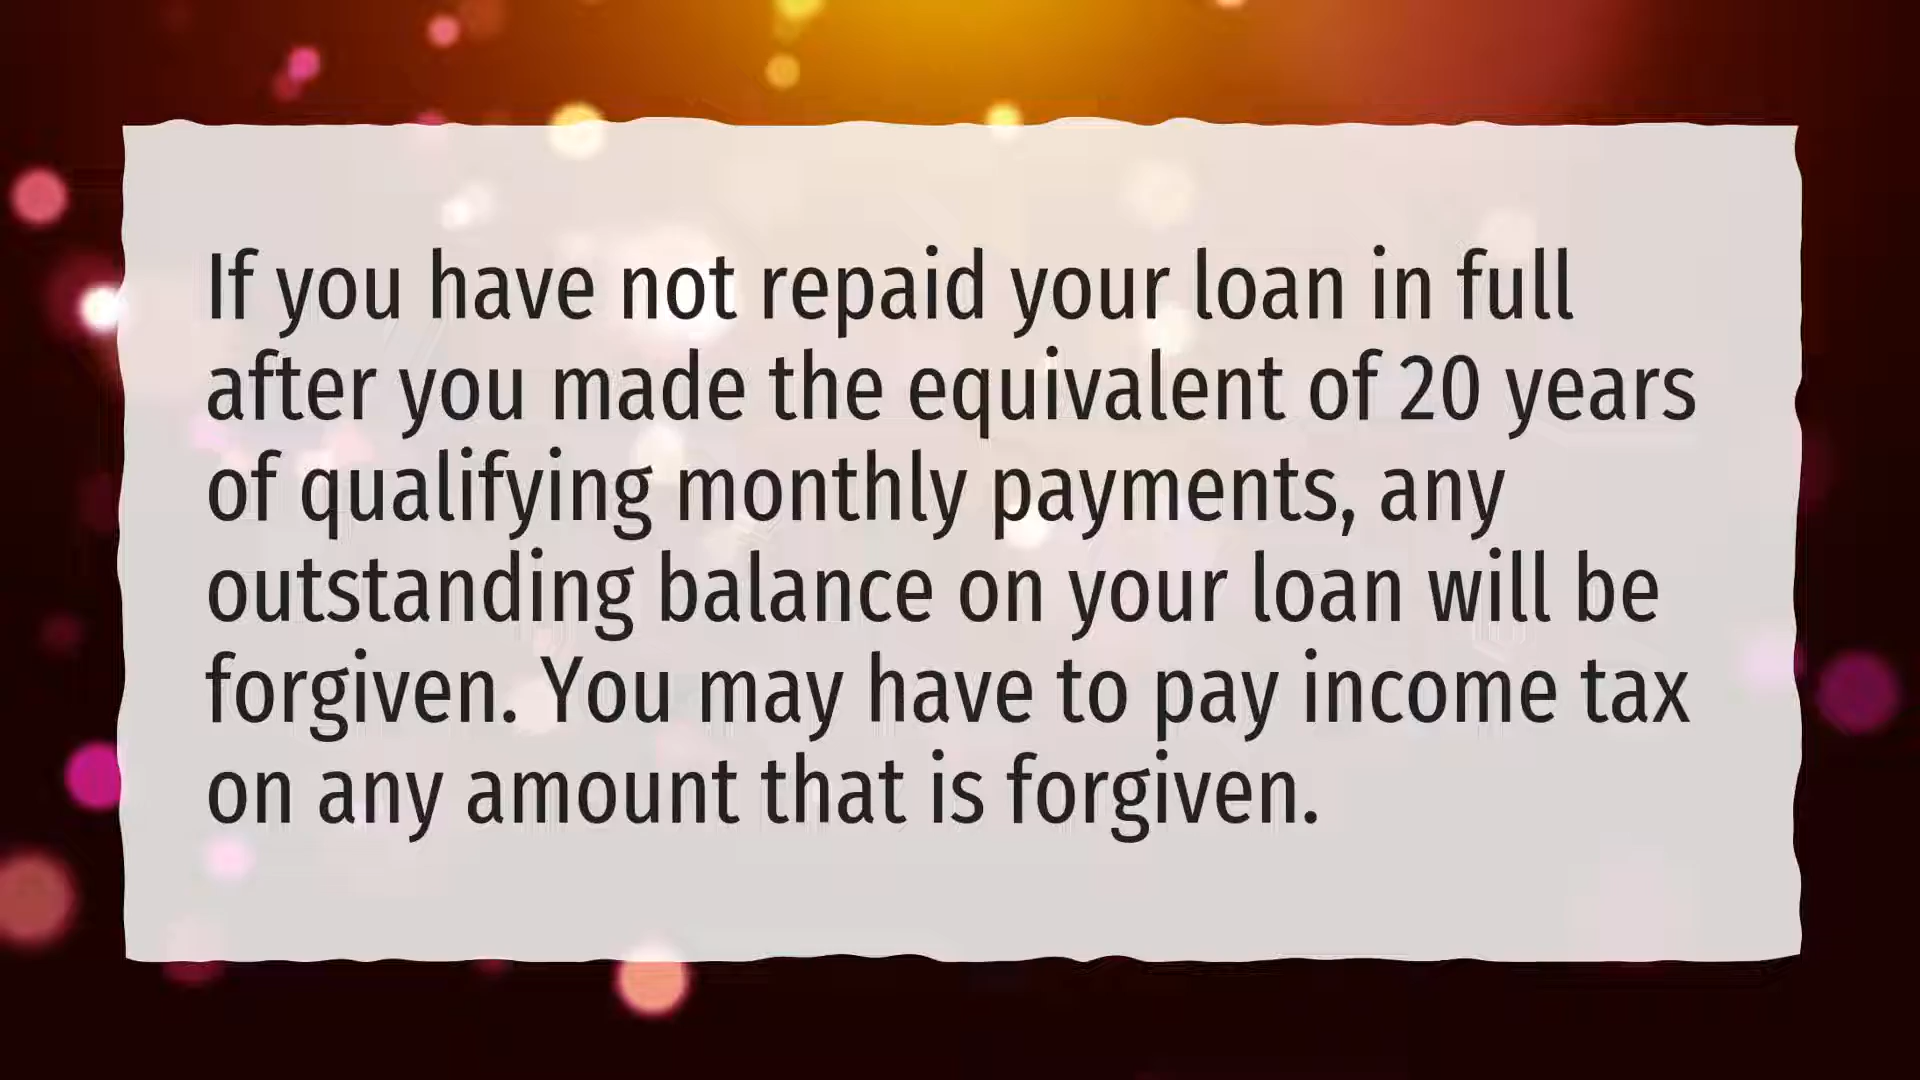 If you have not repaid your loan in full
after you made the equivalent of 20 years
of qualifying monthly payments, any
outstanding balance on your loan will be
forgiven. You may have to pay income tax
on any amount that is forgiven.